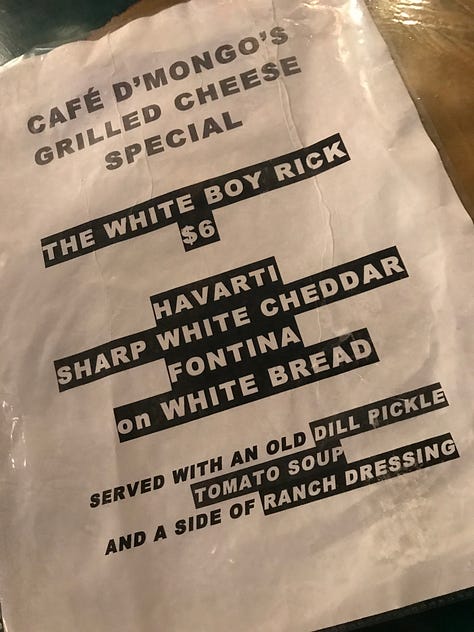 CAFÉ D'MONGO'S
GRILLED CHEESE
SPECIAL
THE WHITE BOY RICK
$6
HAVARTI
SHARP WHITE CHEDDAR
FONTINA
on WHITE BREAD
SERVED WITH AN OLD DILL PICKLE
TOMATO SOUP
AND A SIDE OF RANCH DRESSING